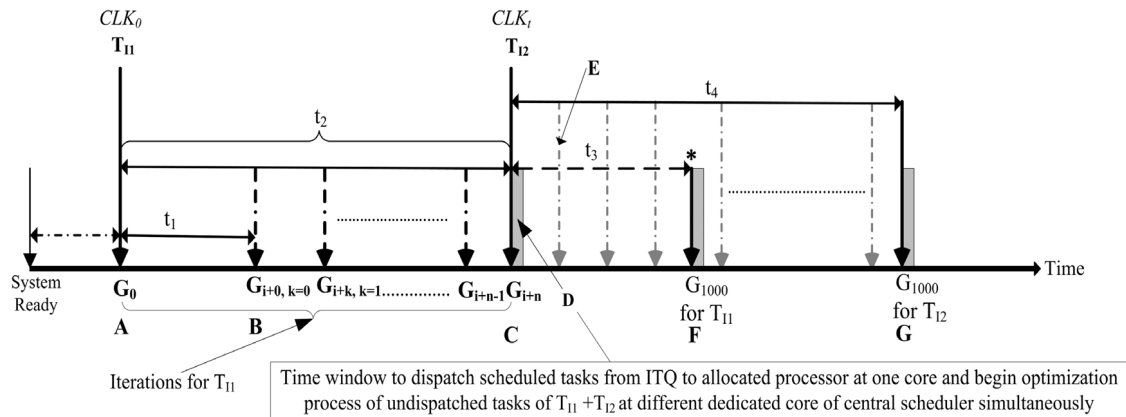 CLK0 CLKt
TI1 TI2
E
t4
t2
t3
*
t1
System Ready
G0 Gi+0, k=0 Gi+k, k=1 Gi+n-1 Gi+n
G1000 for TI1
G1000 for TI2
Time
A B C D F G
Iterations for TI1
Time window to dispatch scheduled tasks from ITQ to allocated processor at one core and begin optimization
process of undispatched tasks of TI1 +TI2 at different dedicated core of central scheduler simultaneously